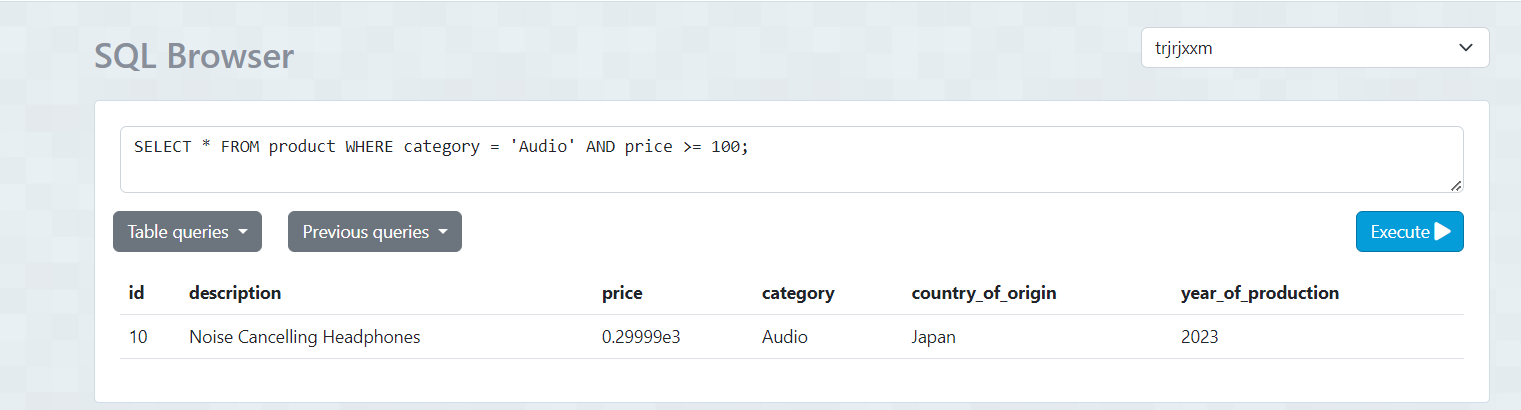 SQL Browser
trjrjxxm
SELECT * FROM product WHERE category = 'Audio' AND price >= 100;
Table queries Previous queries Execute
id description price category country_of_origin year_of_production
10 Noise Cancelling Headphones 0.29999e3 Audio Japan 2023